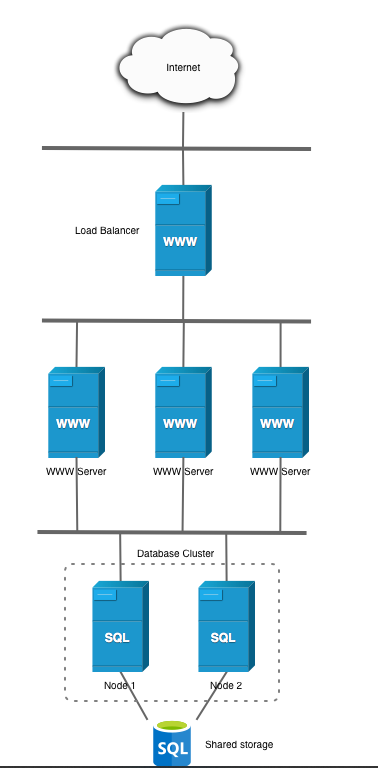 Internet
Load Balancer
WWW
WWW
WWW
WWW
WWW Server
WWW Server
WWW Server
Database Cluster
SQL
SQL
Node 1
Node 2
SQL
Shared storage